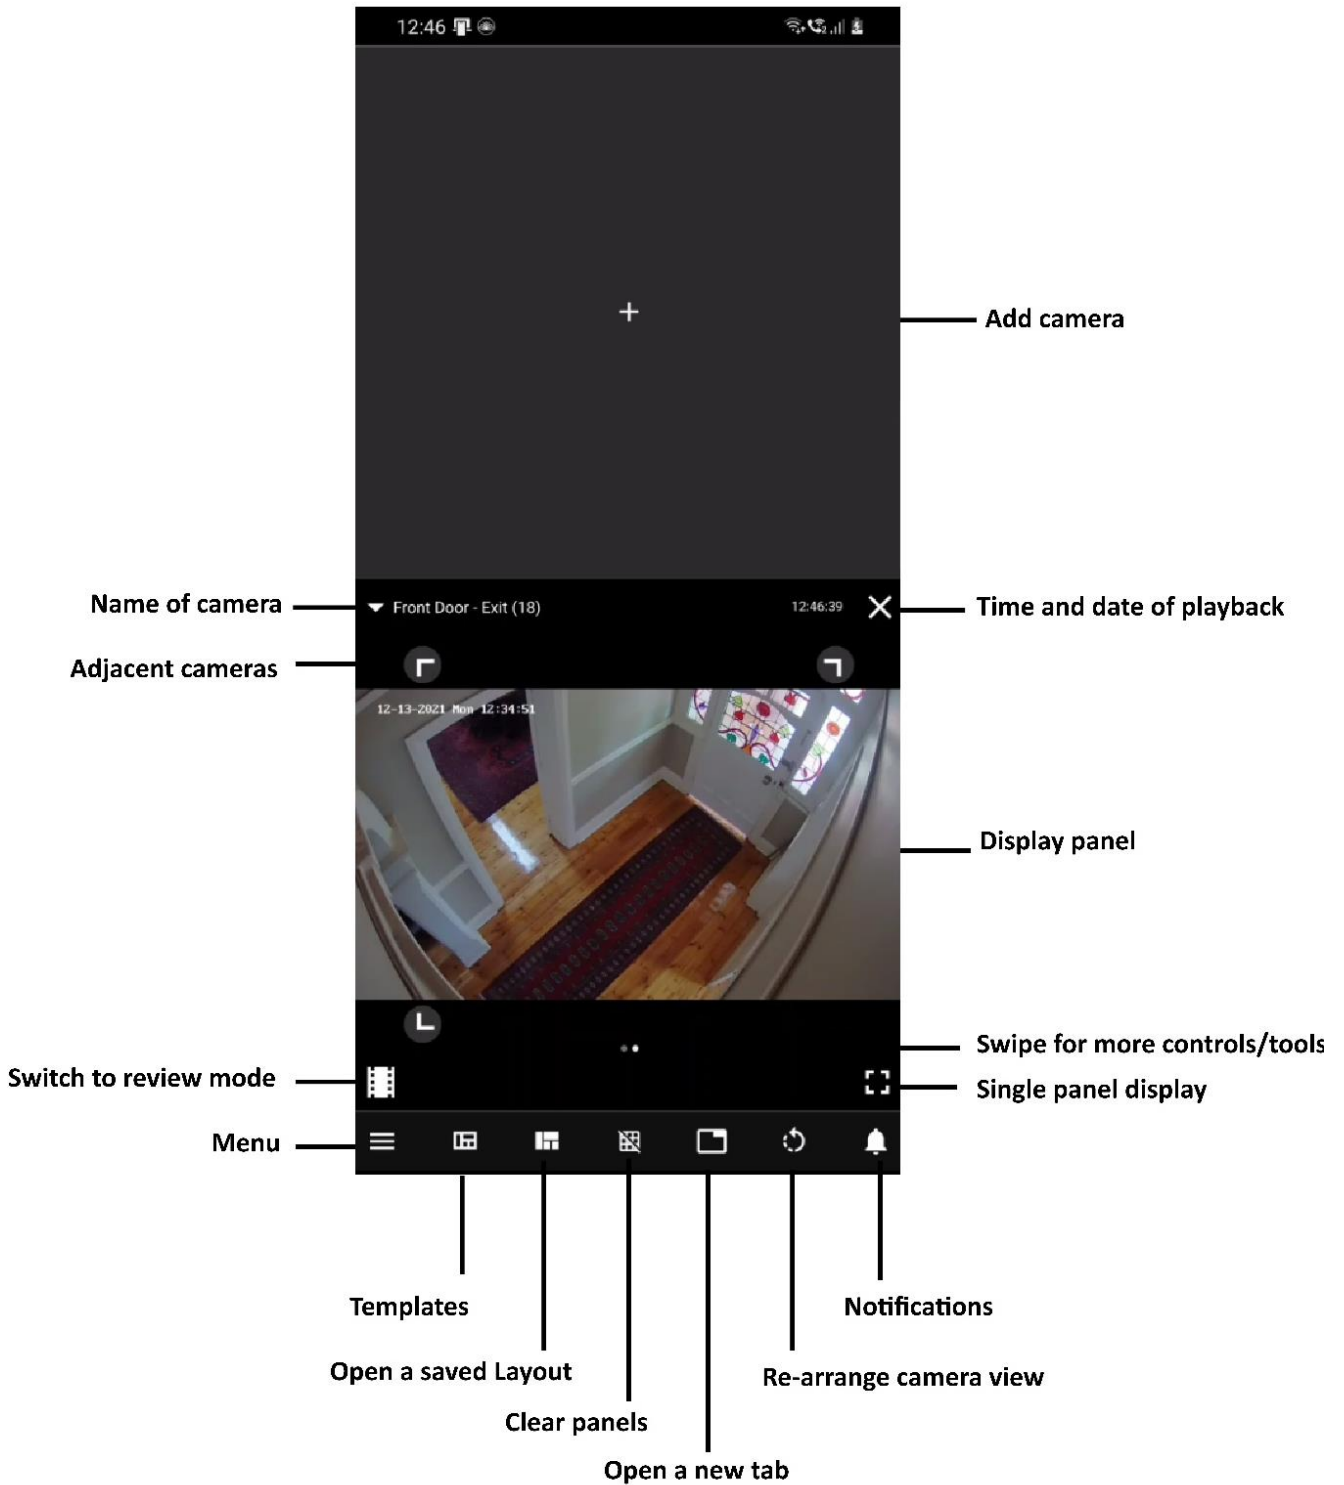 12:46
Add camera
Name of camera
Front Door - Exit (18)
12:46:39
Time and date of playback
Adjacent cameras
12-13-2021 Mon 12:34:51
Display panel
Swipe for more controls/tools
Switch to review mode
Single panel display
Menu
Templates
Notifications
Open a saved Layout
Re-arrange camera view
Clear panels
Open a new tab